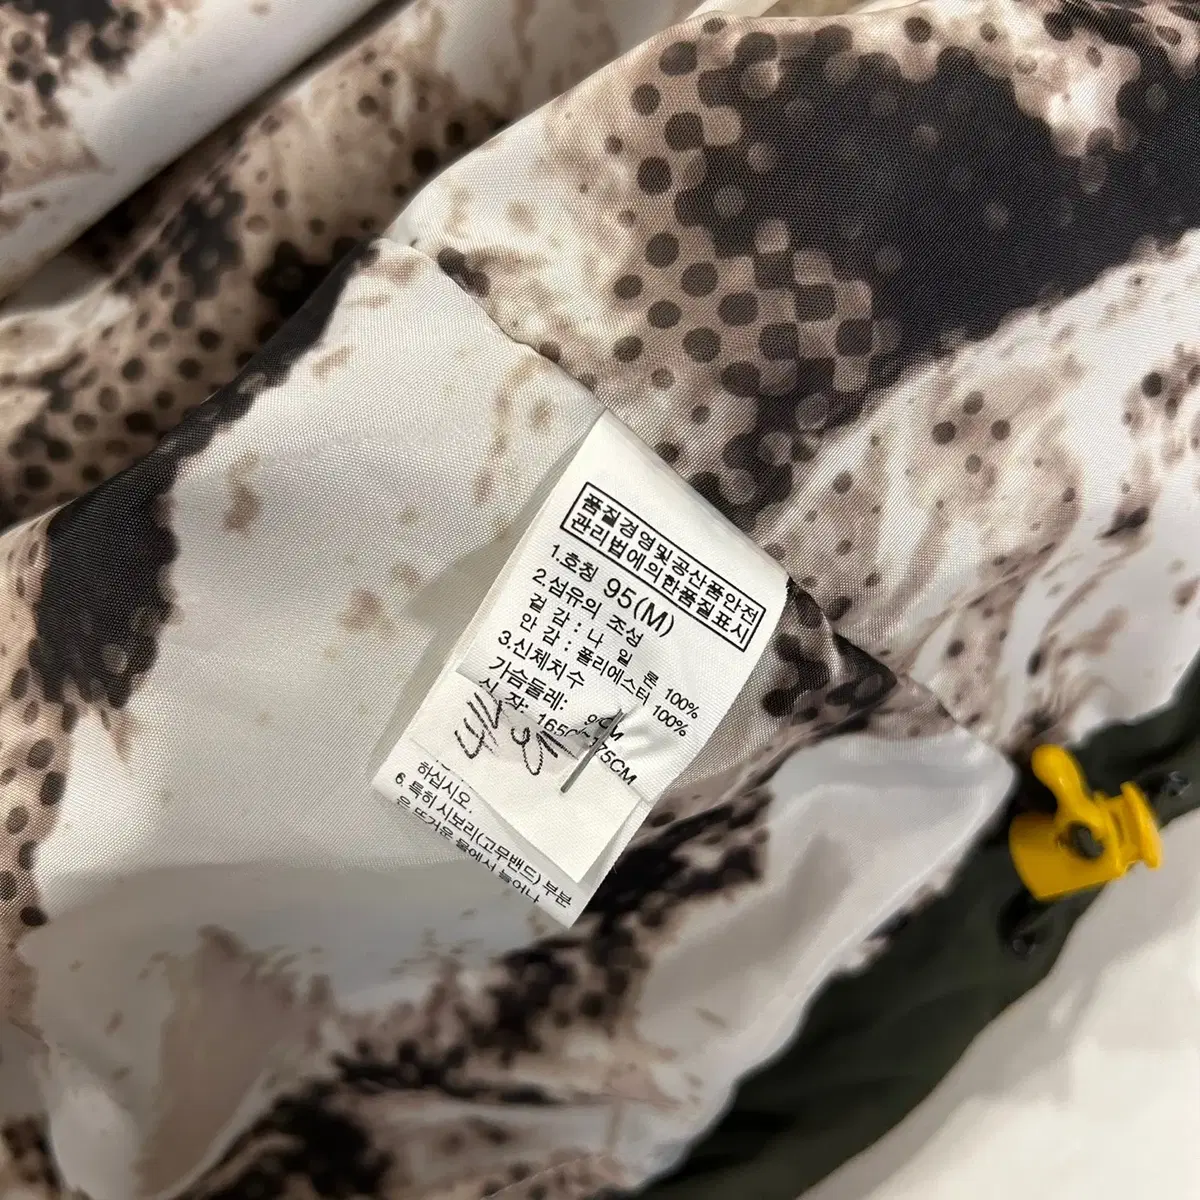 품질경영및공산품안전
관리법에의한품질표시
1.호칭 95(M)
2.섬유의 조성
겉 감 : 나 일 론 100%
안 감 : 폴리에스터 100%
3.신체치수
가슴둘레: CM
신 장: 165C~175CM
하십시오.
6. 특히 시보리(고무밴드) 부분
은 뜨거운 물에서 늘어나